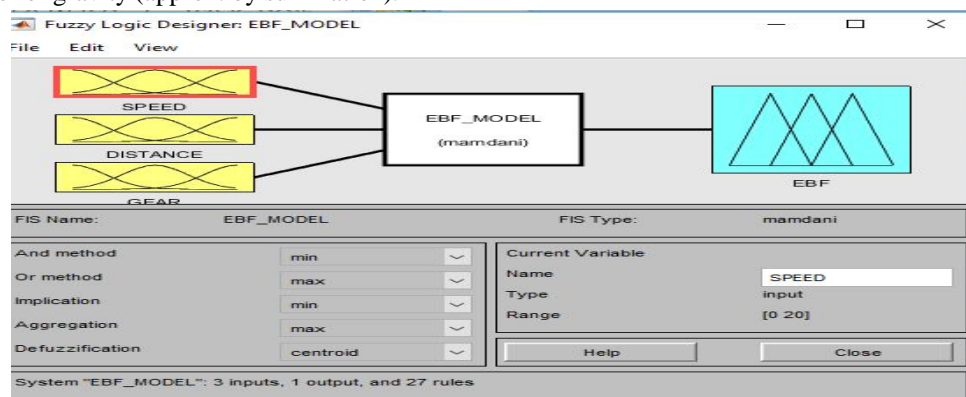 Fuzzy Logic Designer: EBF_MODEL
File Edit View
SPEED
DISTANCE
GEAR
EBF_MODEL
(mamdani)
EBF
FIS Name: EBF_MODEL FIS Type: mamdani
And method min
Or method max
Implication min
Aggregation max
Defuzzification centroid
Current Variable
Name SPEED
Type input
Range [0 20]
Help Close
System "EBF_MODEL": 3 inputs, 1 output, and 27 rules